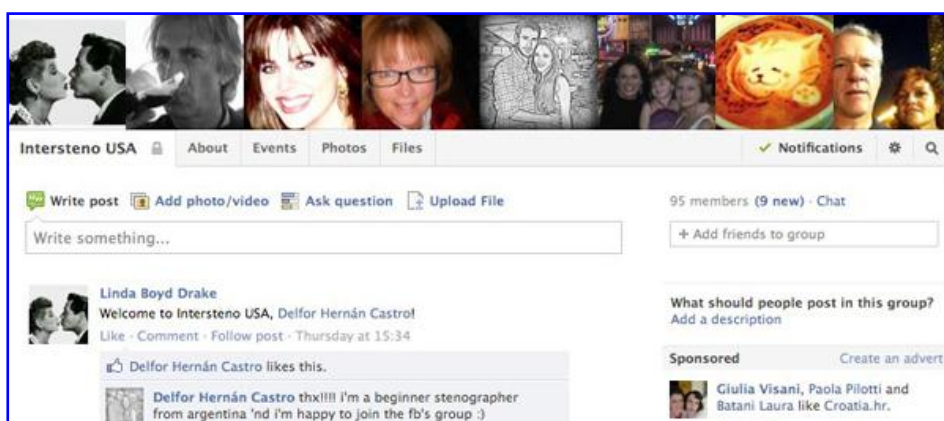 Intersteno USA About Events Photos Files Notifications
Write post Add photo/video Ask question Upload File
Write something...
Linda Boyd Drake
Welcome to Intersteno USA, Delfor Hernán Castro!
Like · Comment · Follow post · Thursday at 15:34
Delfor Hernán Castro likes this.
Delfor Hernán Castro thx!!!! i'm a beginner stenographer
from argentina 'nd i'm happy to join the fb's group :)
95 members (9 new) · Chat
+ Add friends to group
What should people post in this group?
Add a description
Sponsored Create an advert
Giulia Visani, Paola Pilotti and
Batani Laura like Croatia.hr.